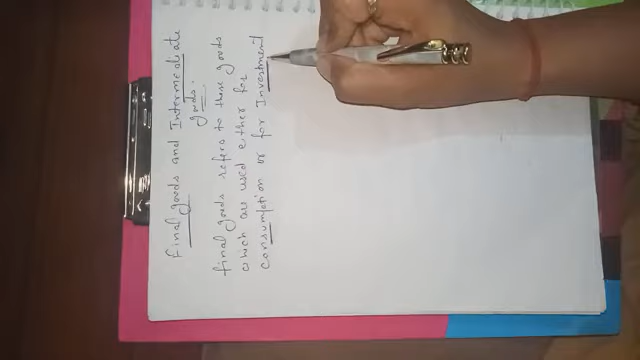 Final goods and Intermediate
goods.
final goods refers to those goods
which are used either for
consumption or for Investment